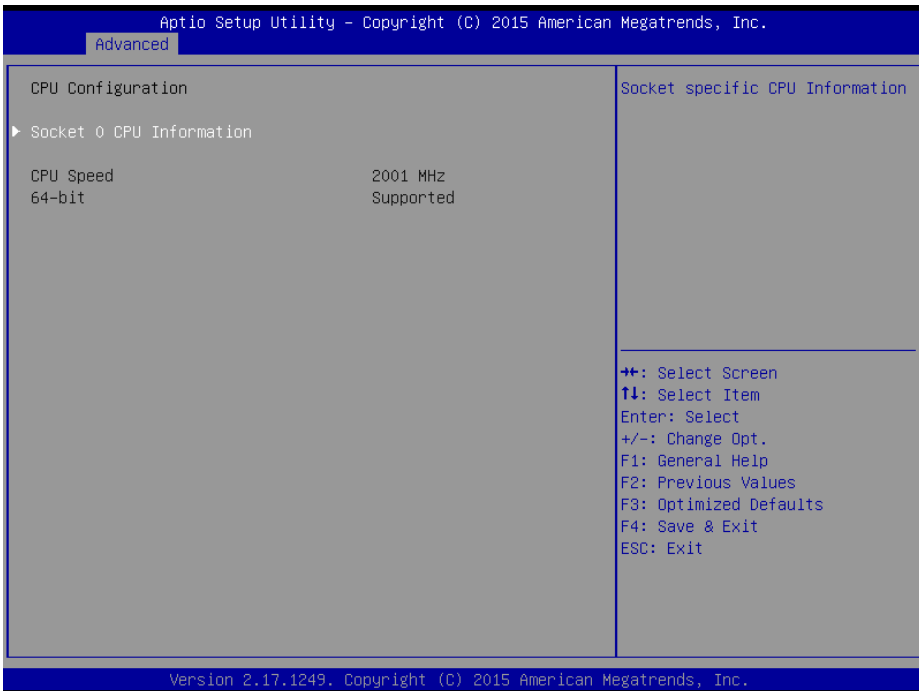 Aptio Setup Utility – Copyright (C) 2015 American Megatrends, Inc.
Advanced
CPU Configuration
Socket 0 CPU Information
CPU Speed 2001 MHz
64-bit Supported
Socket specific CPU Information
→←: Select Screen
↑↓: Select Item
Enter: Select
+/-: Change Opt.
F1: General Help
F2: Previous Values
F3: Optimized Defaults
F4: Save & Exit
ESC: Exit
Version 2.17.1249. Copyright (C) 2015 American Megatrends, Inc.